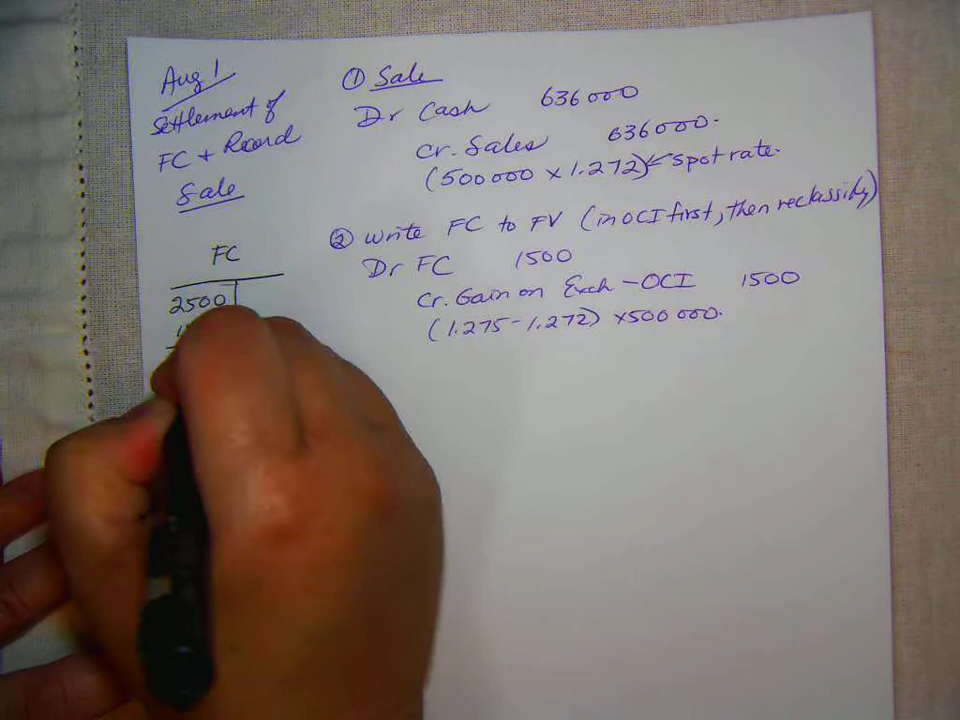 Aug 1
Settlement of
FC + Record
Sale
FC
2500
① Sale
Dr Cash 636000
Cr. Sales 636000.
(500000 x 1.272) ← spot rate.
② Write FC to FV (in OCI first, then reclassify)
Dr FC 1500
Cr. Gain on Exch - OCI 1500
(1.275 - 1.272) x 500 000.